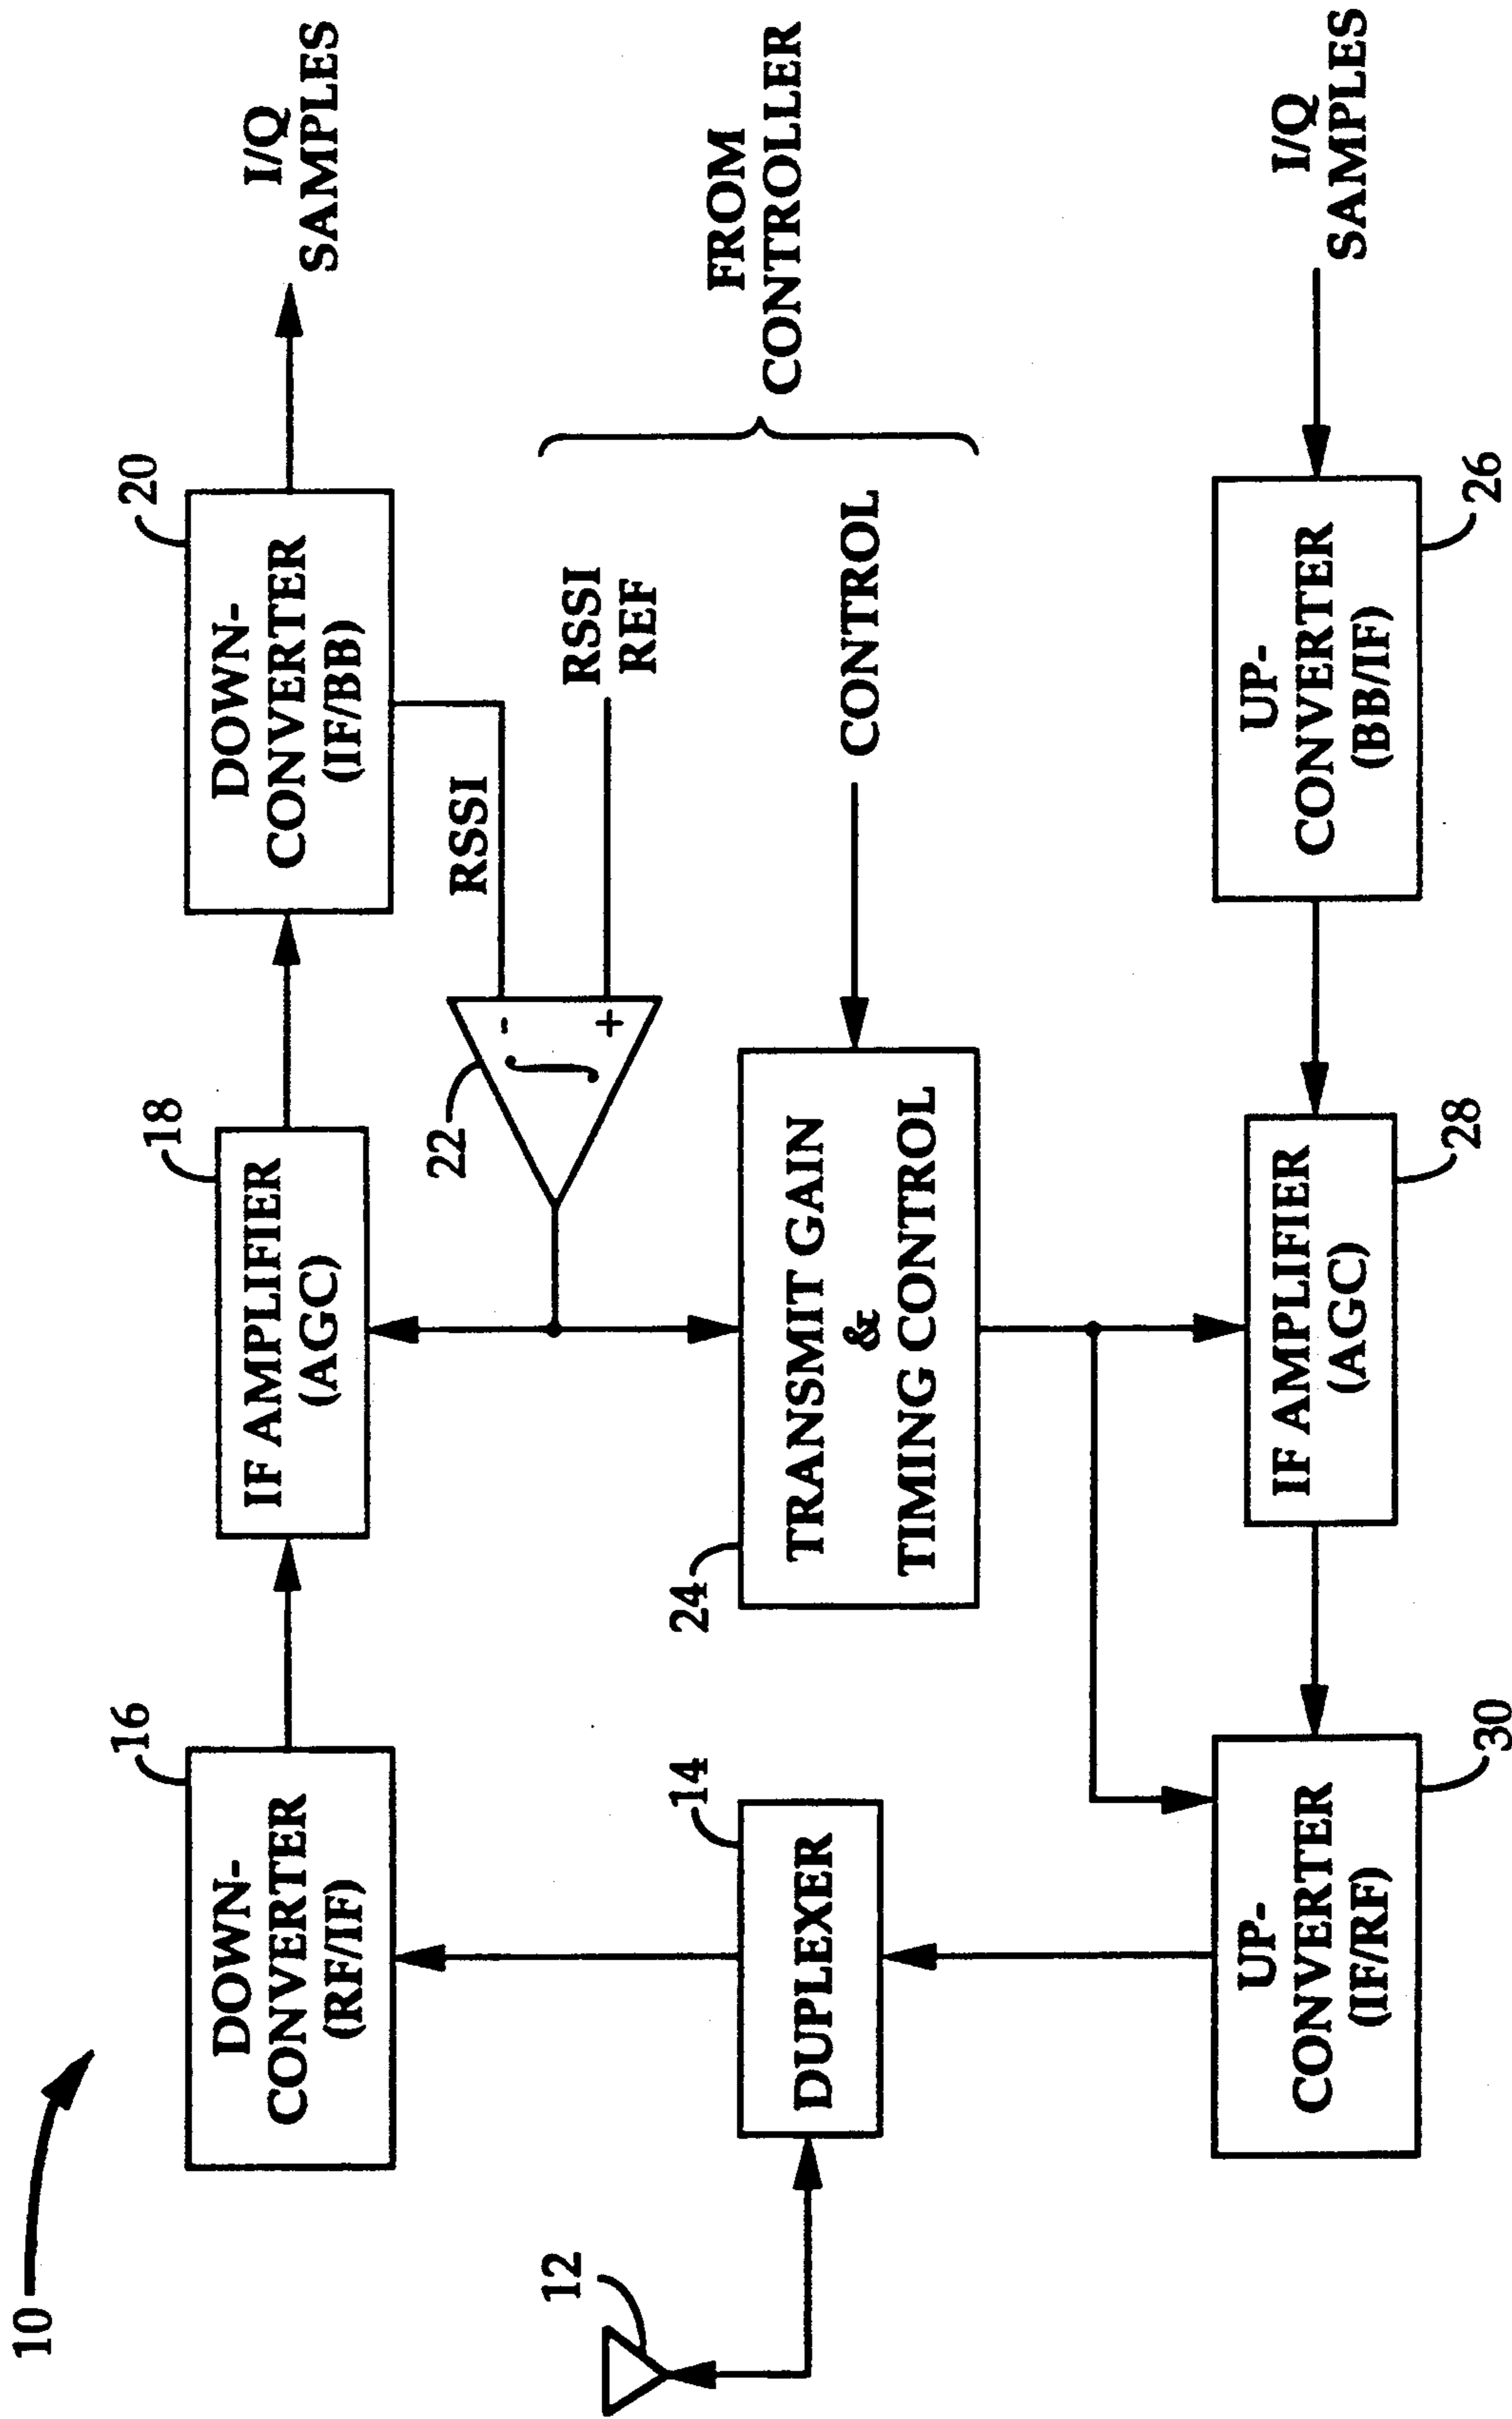 10
16
DOWN-
CONVERTER
(RF/IF)
18
IF AMPLIFIER
(AGC)
20
DOWN-
CONVERTER
(IF/BB)
I/Q
SAMPLES
22
-
∫
+
RSSI
RSSI
REF
FROM
CONTROLLER
12
14
DUPLEXER
24
TRANSMIT GAIN
&
TIMING CONTROL
CONTROL
UP-
CONVERTER
(IF/RF)
30
IF AMPLIFIER
(AGC)
28
UP-
CONVERTER
(BB/IF)
26
I/Q
SAMPLES